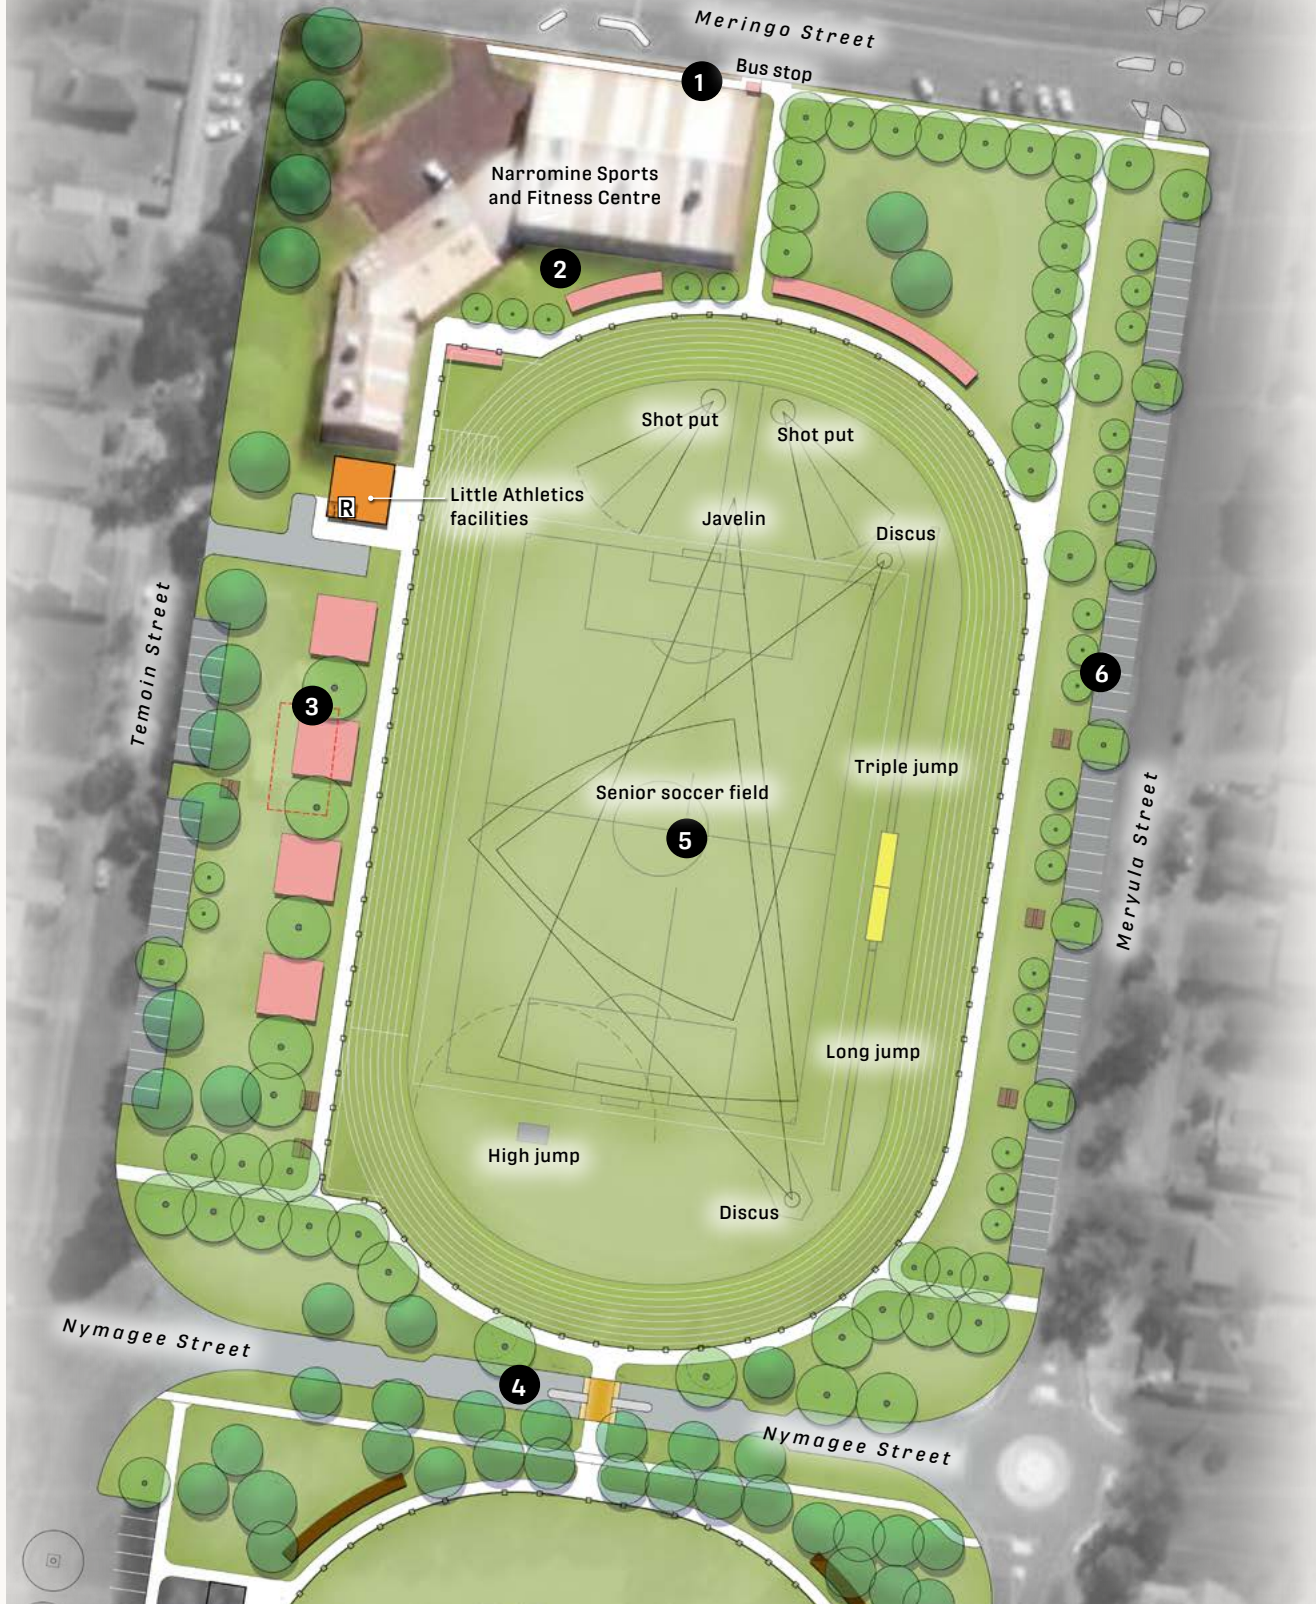 Meringo Street
1
Bus stop
Narromine Sports
and Fitness Centre
2
Shot put
Shot put
R
Little Athletics
facilities
Javelin
Discus
Temoin Street
3
6
Triple jump
Senior soccer field
5
Meryula Street
Long jump
High jump
Discus
Nymagee Street
4
Nymagee Street